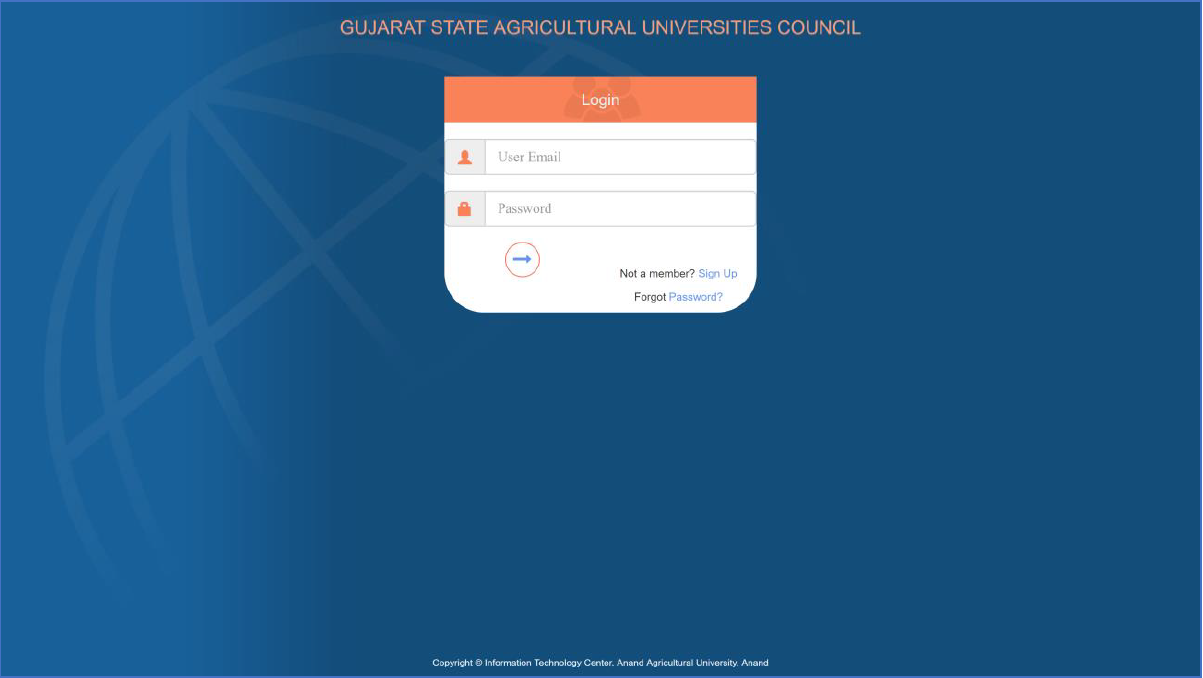 GUJARAT STATE AGRICULTURAL UNIVERSITIES COUNCIL
Login
User Email
Password
Not a member? Sign Up
Forgot Password?
Copyright © Information Technology Center, Anand Agricultural University, Anand